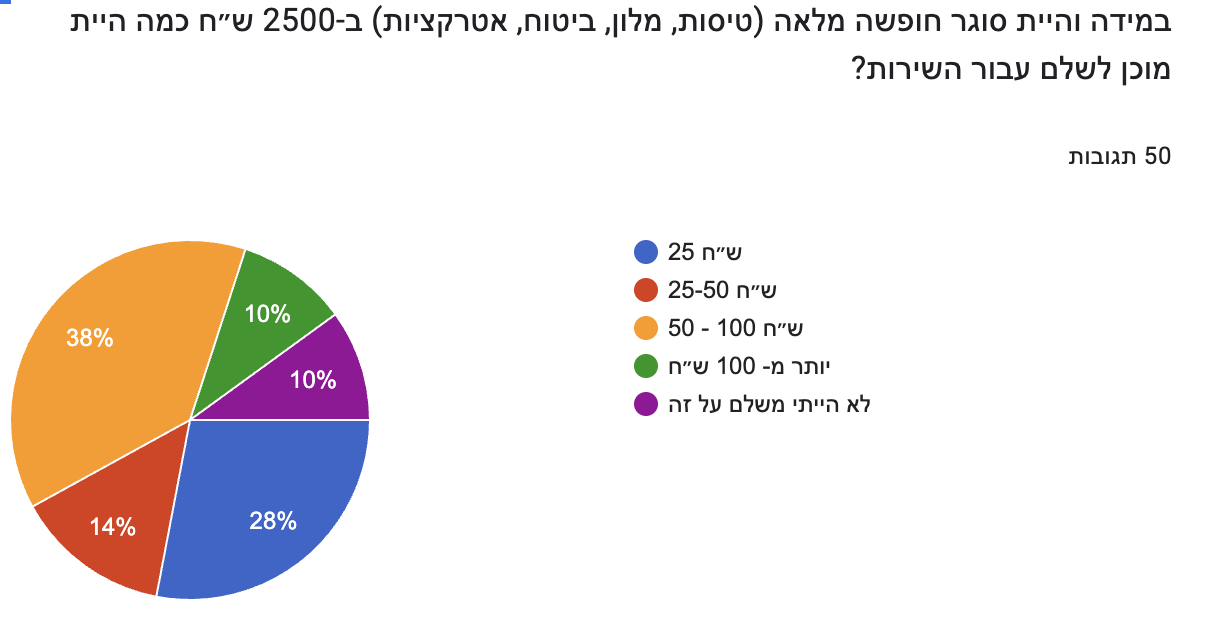 במידה והיית סוגר חופשה מלאה (טיסות, מלון, ביטוח, אטרקציות) ב-2500 ש״ח כמה היית
מוכן לשלם עבור השירות?
50 תגובות
25 ש״ח
25-50 ש״ח
50 - 100 ש״ח
יותר מ- 100 ש״ח
לא הייתי משלם על זה
38%
10%
10%
14%
28%